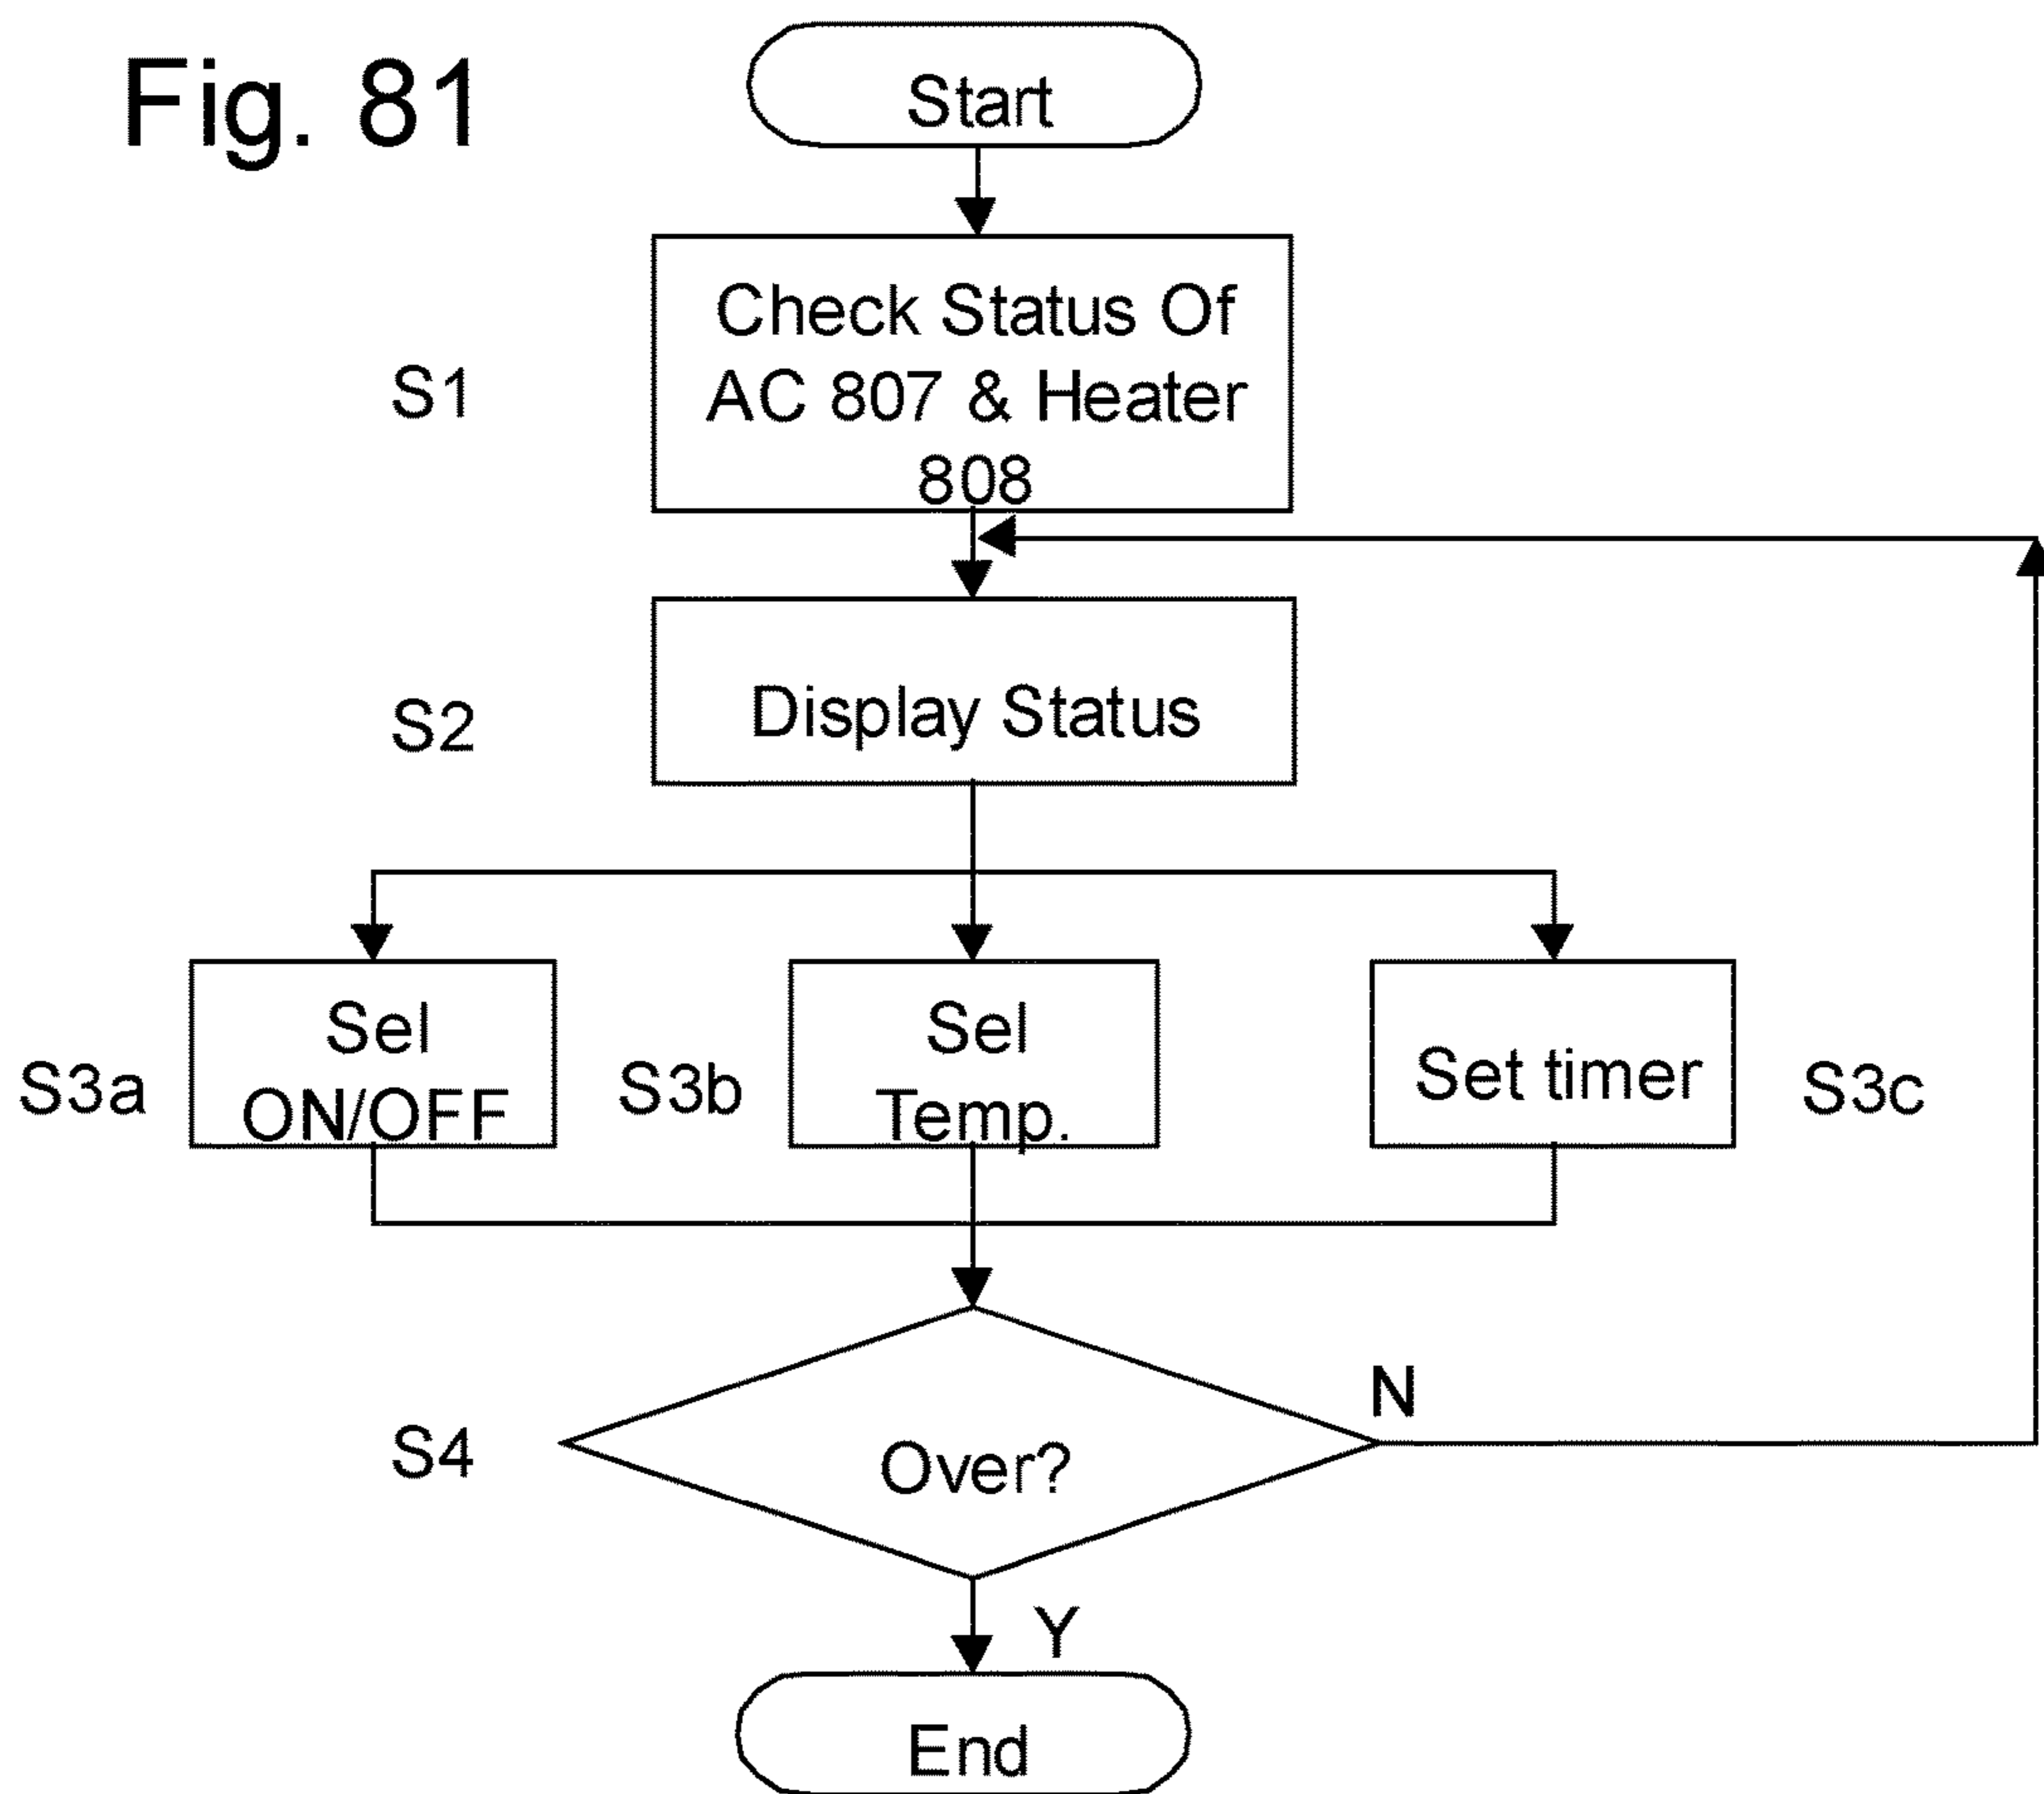 Fig. 81
Start
S1
Check Status Of
AC 807 & Heater
808
S2
Display Status
S3a
Sel
ON/OFF
S3b
Sel
Temp.
Set timer
S3c
S4
Over?
N
Y
End